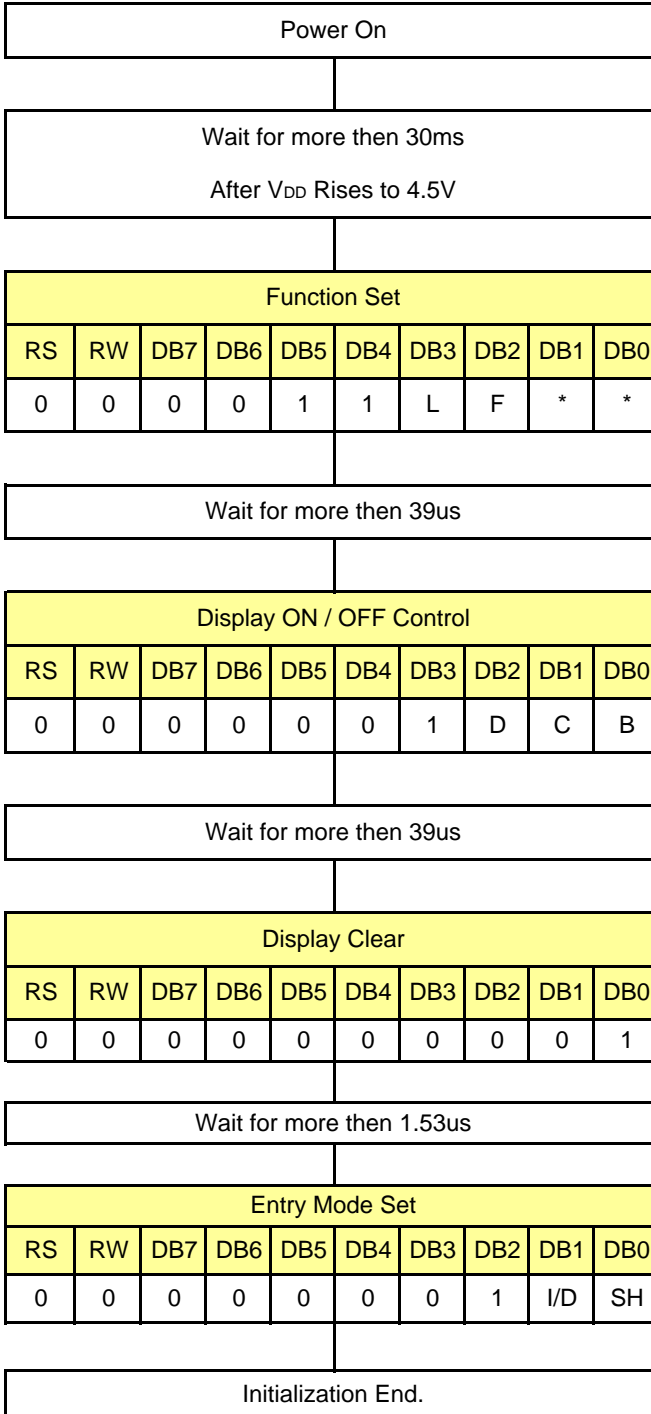 Power On
Wait for more then 30ms
After VDD Rises to 4.5V
Function Set
RS RW DB7 DB6 DB5 DB4 DB3 DB2 DB1 DB0
0 0 0 0 1 1 L F * *
Wait for more then 39us
Display ON / OFF Control
RS RW DB7 DB6 DB5 DB4 DB3 DB2 DB1 DB0
0 0 0 0 0 0 1 D C B
Wait for more then 39us
Display Clear
RS RW DB7 DB6 DB5 DB4 DB3 DB2 DB1 DB0
0 0 0 0 0 0 0 0 0 1
Wait for more then 1.53us
Entry Mode Set
RS RW DB7 DB6 DB5 DB4 DB3 DB2 DB1 DB0
0 0 0 0 0 0 0 1 I/D SH
Initialization End.